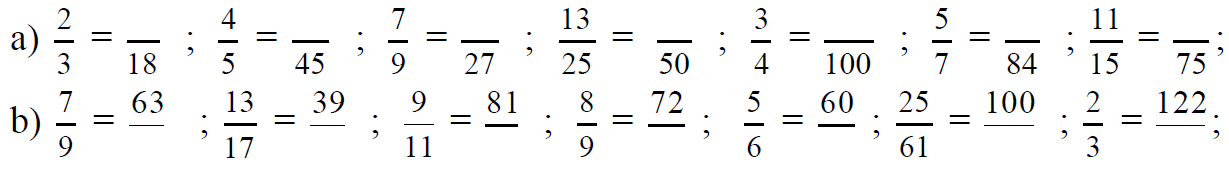 a) 2/3 = __/18 ; 4/5 = __/45 ; 7/9 = __/27 ; 13/25 = __/50 ; 3/4 = __/100 ; 5/7 = __/84 ; 11/15 = __/75 ;
b) 7/9 = 63/__ ; 13/17 = 39/__ ; 9/11 = 81/__ ; 8/9 = 72/__ ; 5/6 = 60/__ ; 25/61 = 100/__ ; 2/3 = 122/__ ;